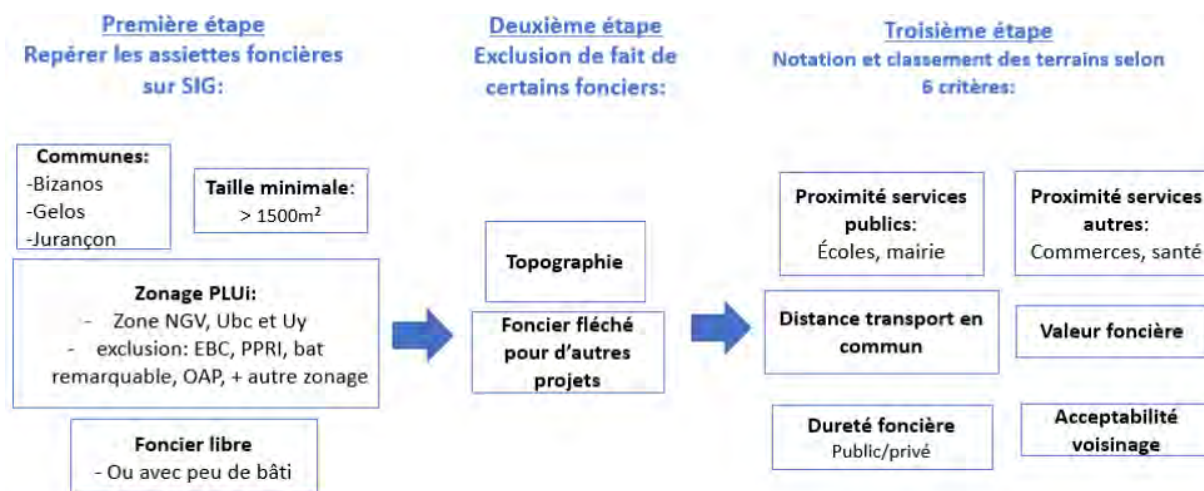 Première étape
Repérer les assiettes foncières
sur SIG:
Communes:
-Bizanos
-Gelos
-Jurançon
Taille minimale:
> 1500m²
Zonage PLUi:
- Zone NGV, Ubc et Uy
- exclusion: EBC, PPRI, bat
remarquable, OAP, + autre zonage
Foncier libre
- Ou avec peu de bâti
Deuxième étape
Exclusion de fait de
certains fonciers:
Topographie
Foncier fléché
pour d'autres
projets
Troisième étape
Notation et classement des terrains selon
6 critères:
Proximité services
publics:
Écoles, mairie
Proximité services
autres:
Commerces, santé
Distance transport en
commun
Valeur foncière
Dureté foncière
Public/privé
Acceptabilité
voisinage